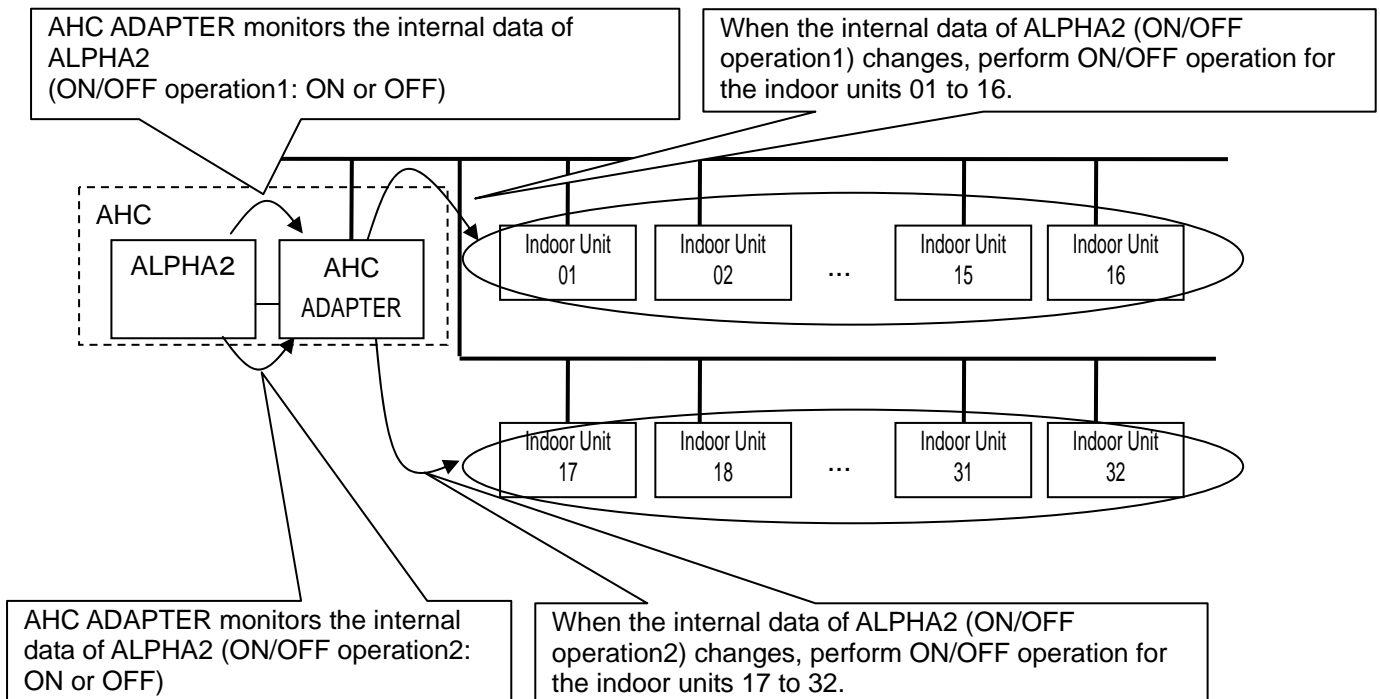 AHC ADAPTER monitors the internal data of
ALPHA2
(ON/OFF operation1: ON or OFF)
When the internal data of ALPHA2 (ON/OFF
operation1) changes, perform ON/OFF operation for
the indoor units 01 to 16.
AHC
ALPHA2
AHC
ADAPTER
Indoor Unit
01
Indoor Unit
02
...
Indoor Unit
15
Indoor Unit
16
Indoor Unit
17
Indoor Unit
18
...
Indoor Unit
31
Indoor Unit
32
AHC ADAPTER monitors the internal
data of ALPHA2 (ON/OFF operation2:
ON or OFF)
When the internal data of ALPHA2 (ON/OFF
operation2) changes, perform ON/OFF operation for
the indoor units 17 to 32.